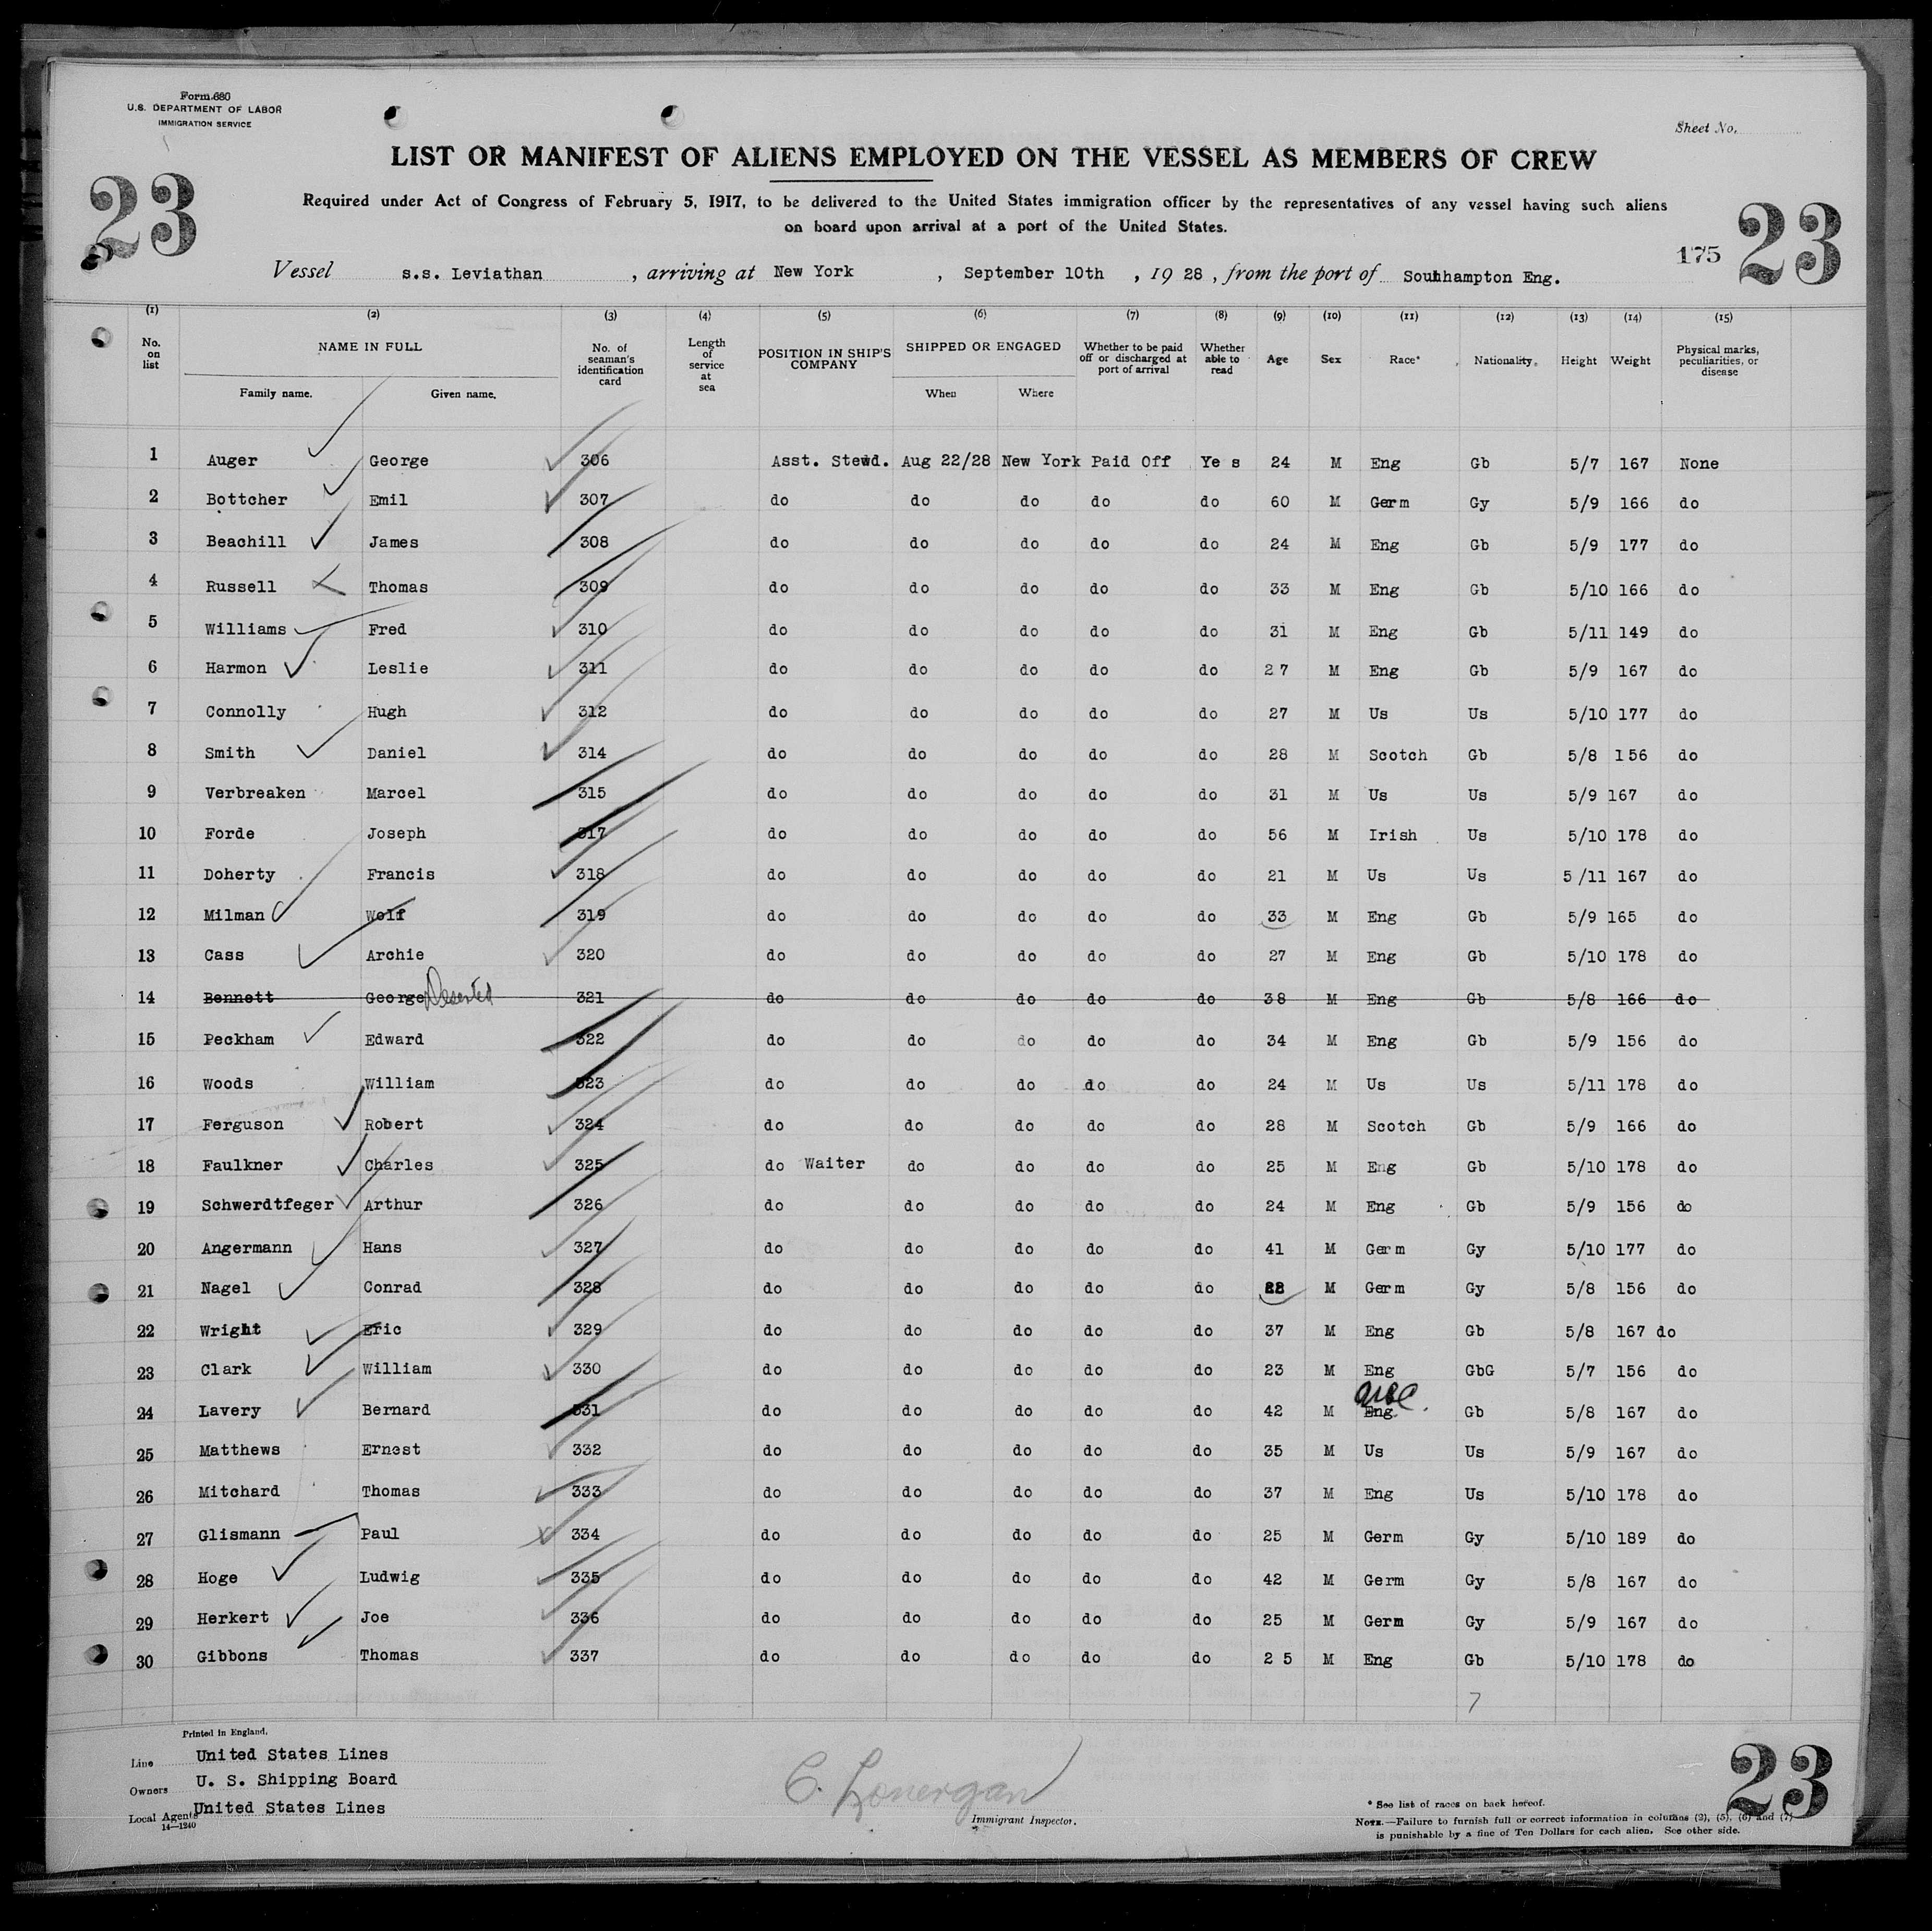 Form 680
U.S. DEPARTMENT OF LABOR
IMMIGRATION SERVICE
Sheet No.
LIST OR MANIFEST OF ALIENS EMPLOYED ON THE VESSEL AS MEMBERS OF CREW
23
Required under Act of Congress of February 5, 1917, to be delivered to the United States immigration officer by the representatives of any vessel having such aliens
on board upon arrival at a port of the United States.
175 23
Vessel s.s. Leviathan , arriving at New York , September 10th , 19 28 , from the port of Southampton Eng.
(1) (2) (3) (4) (5) (6) (7) (8) (9) (10) (11) (12) (13) (14) (15)
No. on list NAME IN FULL Family name. Given name. No. of seaman's identification card Length of service at sea POSITION IN SHIP'S COMPANY SHIPPED OR ENGAGED When Where Whether to be paid off or discharged at port of arrival Whether able to read Age Sex Race* Nationality. Height Weight Physical marks, peculiarities, or disease
1 Auger George 306 Asst. Stewd. Aug 22/28 New York Paid Off Ye s 24 M Eng Gb 5/7 167 None
2 Bottcher Emil 307 do do do do do 60 M Germ Gy 5/9 166 do
3 Beachill James 308 do do do do do 24 M Eng Gb 5/9 177 do
4 Russell Thomas 309 do do do do do 33 M Eng Gb 5/10 166 do
5 Williams Fred 310 do do do do do 31 M Eng Gb 5/11 149 do
6 Harmon Leslie 311 do do do do do 2 7 M Eng Gb 5/9 167 do
7 Connolly Hugh 312 do do do do do 27 M Us Us 5/10 177 do
8 Smith Daniel 314 do do do do do 28 M Scotch Gb 5/8 156 do
9 Verbreaken Marcel 315 do do do do do 31 M Us Us 5/9 167 do
10 Forde Joseph 317 do do do do do 56 M Irish Us 5/10 178 do
11 Doherty Francis 318 do do do do do 21 M Us Us 5 /11 167 do
12 Milman Wolf 319 do do do do do 33 M Eng Gb 5/9 165 do
13 Cass Archie 320 do do do do do 27 M Eng Gb 5/10 178 do
14 Bennett George Deserted 321 do do do do do 38 M Eng Gb 5/8 166 do
15 Peckham Edward 322 do do do do do 34 M Eng Gb 5/9 156 do
16 Woods William 323 do do do do do 24 M Us Us 5/11 178 do
17 Ferguson Robert 324 do do do do do 28 M Scotch Gb 5/9 166 do
18 Faulkner Charles 325 do Waiter do do do do 25 M Eng Gb 5/10 178 do
19 Schwerdtfeger Arthur 326 do do do do do 24 M Eng Gb 5/9 156 do
20 Angermann Hans 327 do do do do do 41 M Germ Gy 5/10 177 do
21 Nagel Conrad 328 do do do do do M Germ Gy 5/8 156 do
22 Wright Eric 329 do do do do do 37 M Eng Gb 5/8 167 do
23 Clark William 330 do do do do do 23 M Eng GbG 5/7 156 do
24 Lavery Bernard 331 do do do do do 42 M Eng. Gb 5/8 167 do
25 Matthews Ernest 332 do do do do do 35 M Us Us 5/9 167 do
26 Mitchard Thomas 333 do do do do do 37 M Eng Us 5/10 178 do
27 Glismann Paul 334 do do do do do 25 M Germ Gy 5/10 189 do
28 Hoge Ludwig 335 do do do do do 42 M Germ Gy 5/8 167 do
29 Herkert Joe 336 do do do do do 25 M Germ Gy 5/9 167 do
30 Gibbons Thomas 337 do do do do do 2 5 M Eng Gb 5/10 178 do
7
Printed in England.
Line United States Lines
Owners U. S. Shipping Board
Local Agents United States Lines
14—1240
C. Lonergan
Immigrant Inspector.
* See list of races on back hereof.
NOTE.—Failure to furnish full or correct information in columns (2), (5), (6) and (7)
is punishable by a fine of Ten Dollars for each alien. See other side.
23